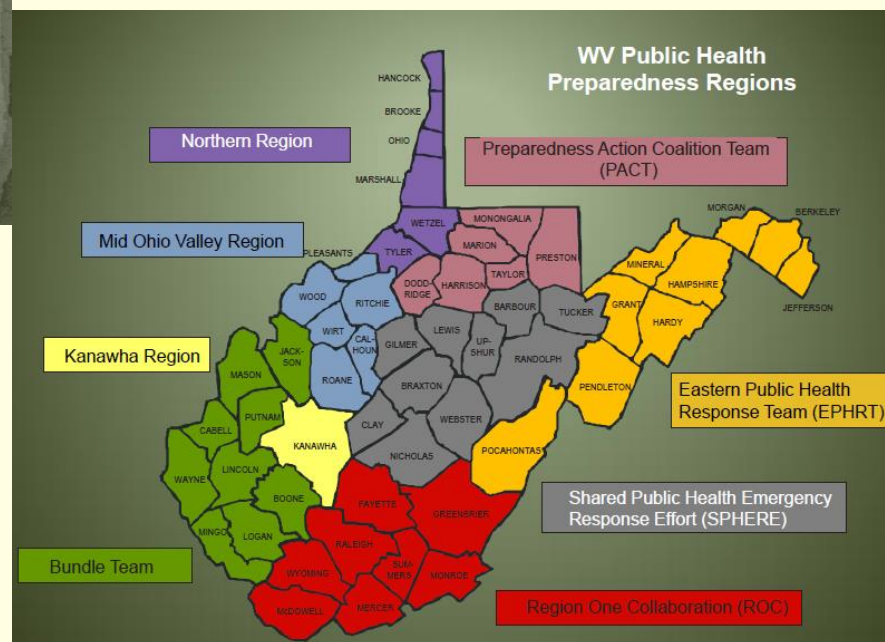 WV Public Health
Preparedness Regions
HANCOCK
BROOKE
OHIO
Northern Region
Preparedness Action Coalition Team
(PACT)
MARSHALL
MORGAN
BERKELEY
WETZEL
MONONGALIA
Mid Ohio Valley Region
PLEASANTS
TYLER
MARION
PRESTON
MINERAL
HAMPSHIRE
DODD-
RIDGE
HARRISON
TAYLOR
WOOD
RITCHIE
BARBOUR
TUCKER
GRANT
JEFFERSON
HARDY
WIRT
CAL-
HOUN
GILMER
LEWIS
UP-
SHUR
RANDOLPH
Kanawha Region
JACK-
SON
MASON
ROANE
BRAXTON
PENDLETON
Eastern Public Health
Response Team (EPHRT)
PUTNAM
CABELL
CLAY
WEBSTER
KANAWHA
POCAHONTAS
NICHOLAS
WAYNE
LINCOLN
BOONE
Shared Public Health Emergency
Response Effort (SPHERE)
FAYETTE
GREENBRIER
MINGO
LOGAN
RALEIGH
Bundle Team
WYOMING
SUM-
MERS
MONROE
McDOWELL
MERCER
Region One Collaboration (ROC)